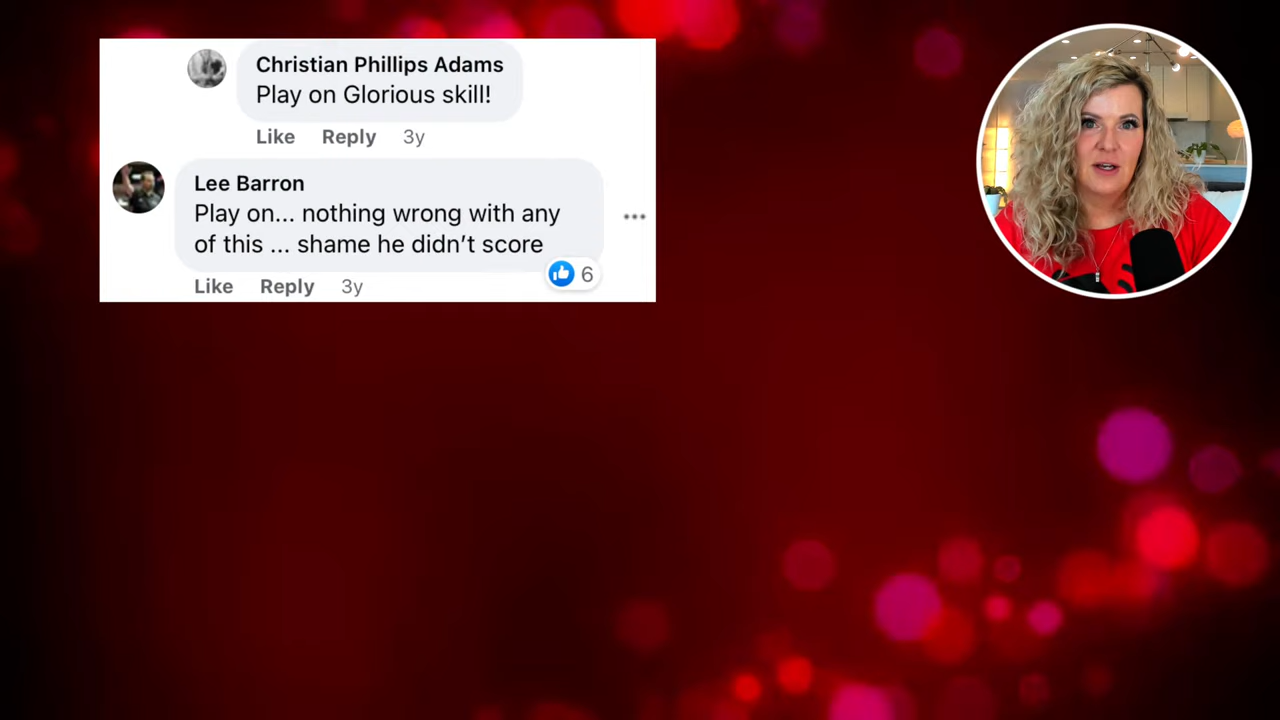 Christian Phillips Adams
Play on Glorious skill!
Like Reply 3y
Lee Barron
Play on... nothing wrong with any
of this ... shame he didn't score
6
Like Reply 3y